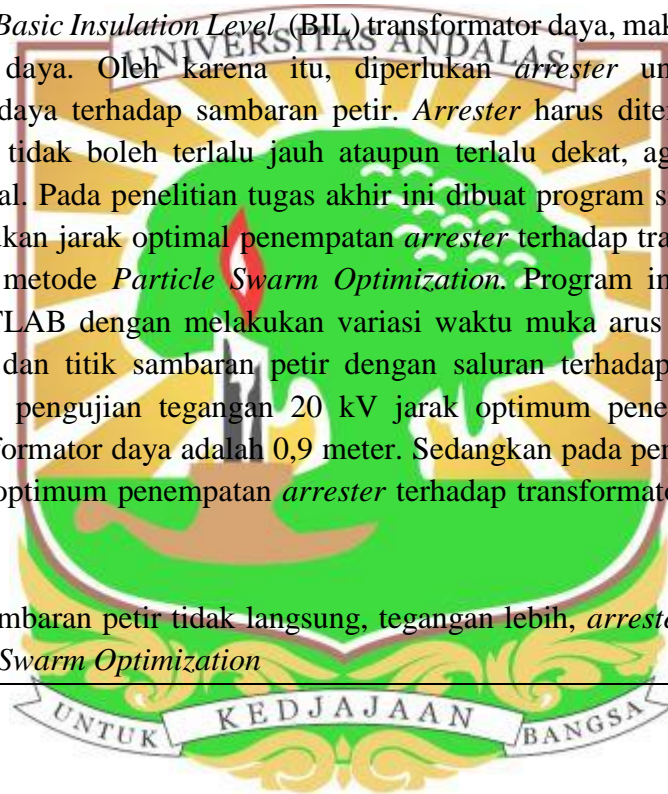 Basic Insulation Level (BIL) transformator daya, mak
UNIVERSITAS ANDALAS
daya. Oleh karena itu, diperlukan arrester un
daya terhadap sambaran petir. Arrester harus dite
tidak boleh terlalu jauh ataupun terlalu dekat, ag
al. Pada penelitian tugas akhir ini dibuat program s
ukan jarak optimal penempatan arrester terhadap tra
metode Particle Swarm Optimization. Program in
TLAB dengan melakukan variasi waktu muka arus
dan titik sambaran petir dengan saluran terhadap
pengujian tegangan 20 kV jarak optimum pene
formator daya adalah 0,9 meter. Sedangkan pada pen
optimum penempatan arrester terhadap transformato
mbaran petir tidak langsung, tegangan lebih, arreste
Swarm Optimization
UNTUK KEDJAJAAN BANGSA